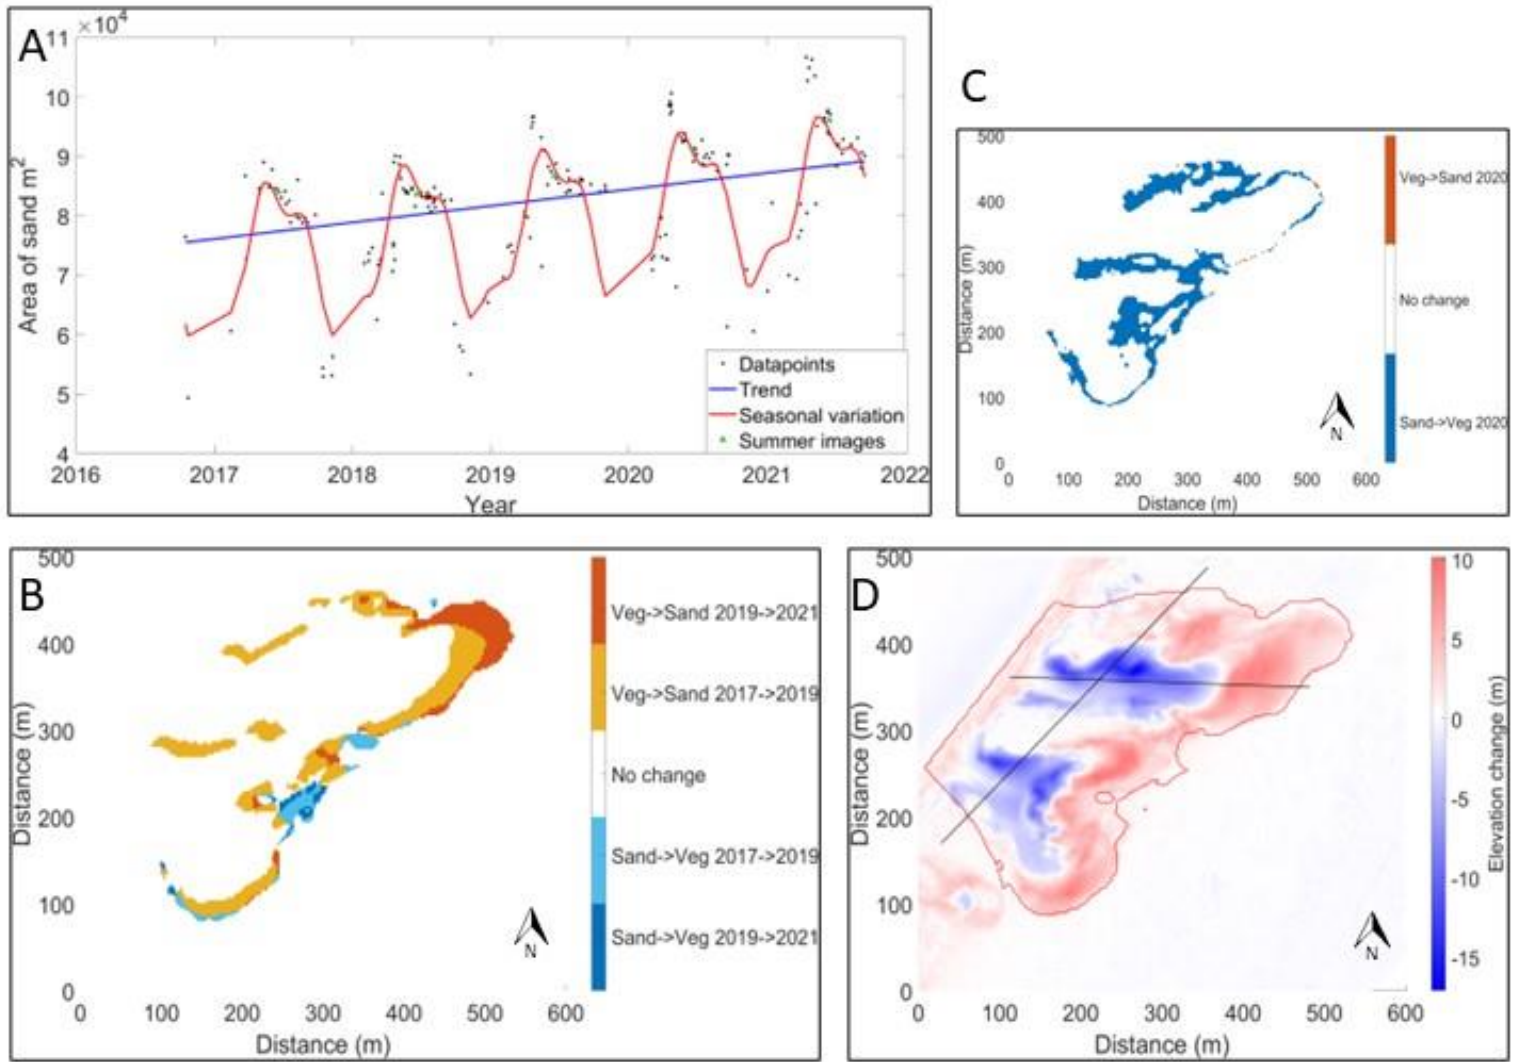 A
×10⁴
11
10
9
8
7
6
5
4
Area of sand m²
2016
2017
2018
2019
2020
2021
2022
Year
Datapoints
Trend
Seasonal variation
Summer images
C
500
400
300
200
100
0
Distance (m)
0
100
200
300
400
500
600
Distance (m)
Veg->Sand 2020
No change
Sand->Veg 2020
N
B
500
400
300
200
100
0
Distance (m)
0
100
200
300
400
500
600
Distance (m)
Veg->Sand 2019->2021
Veg->Sand 2017->2019
No change
Sand->Veg 2017->2019
Sand->Veg 2019->2021
N
D
500
400
300
200
100
0
Distance (m)
0
100
200
300
400
500
600
Distance (m)
10
5
0
-5
-10
-15
Elevation change (m)
N